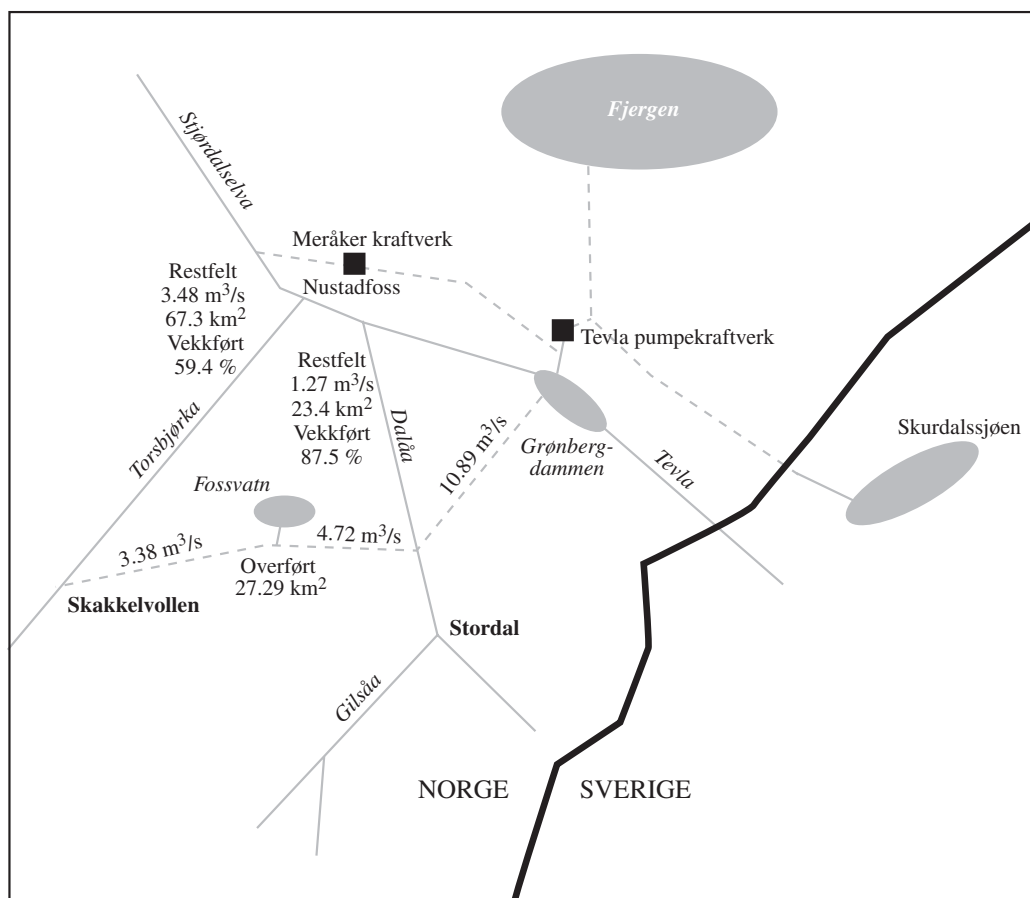 Fjergen
Stjørdalselva
Meråker kraftverk
Nustadfoss
Restfelt
3.48 m³/s
67.3 km²
Vekkført
59.4 %
Tevla pumpekraftverk
Restfelt
1.27 m³/s
23.4 km²
Vekkført
87.5 %
Torsbjørka
Dalåa
10.89 m³/s
Grønberg-
dammen
Tevla
Skurdalssjøen
Fossvatn
3.38 m³/s
4.72 m³/s
Overført
27.29 km²
Skakkelvollen
Stordal
Gilsåa
NORGE
SVERIGE